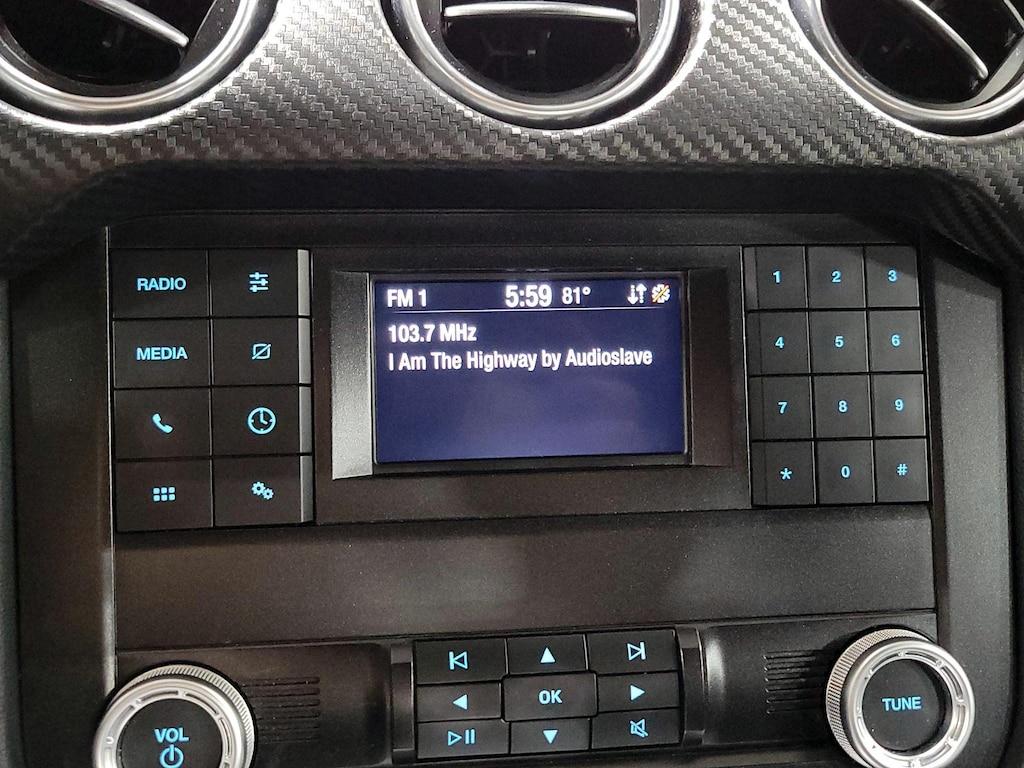 RADIO
MEDIA
FM 1 5:59 81°
103.7 MHz
I Am The Highway by Audioslave
1 2 3
4 5 6
7 8 9
* 0 #
OK
VOL
TUNE